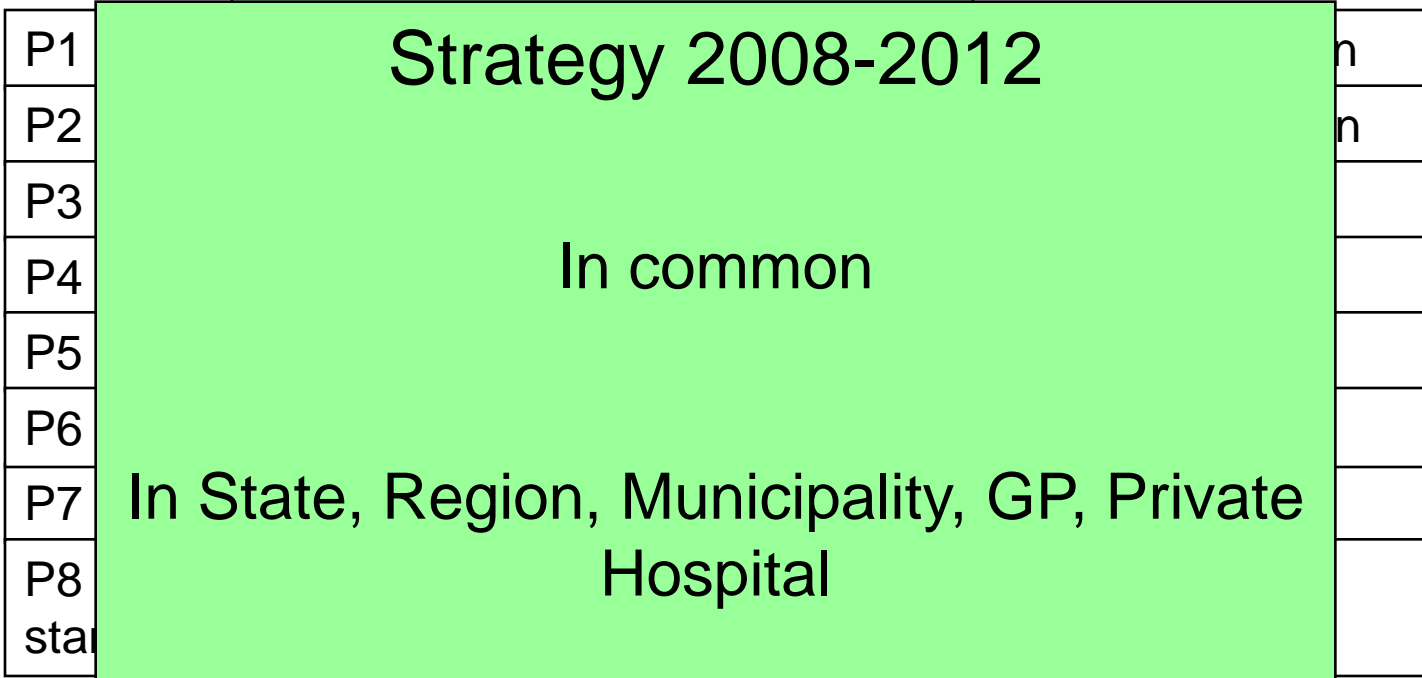 Strategy 2008-2012
In common
In State, Region, Municipality, GP, Private
Hospital
P1
n
P2
n
P3
P4
P5
P6
P7
P8